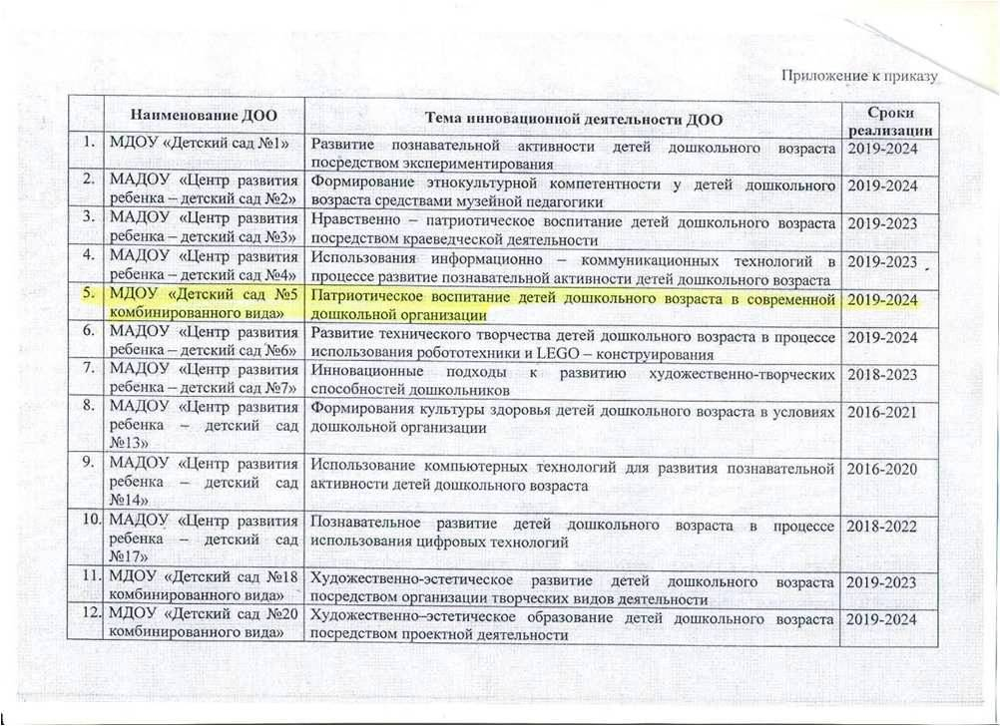 Приложение к приказу
Наименование ДОО
Тема инновационной деятельности ДОО
Сроки
реализации
1.
МДОУ «Детский сад №1»
Развитие познавательной активности детей дошкольного возраста
посредством экспериментирования
2019-2024
2.
МАДОУ «Центр развития
ребенка – детский сад №2»
Формирование этнокультурной компетентности у детей дошкольного
возраста средствами музейной педагогики
2019-2024
3.
МАДОУ «Центр развития
ребенка – детский сад №3»
Нравственно – патриотическое воспитание детей дошкольного возраста
посредством краеведческой деятельности
2019-2023
4.
МАДОУ «Центр развития
ребенка – детский сад №4»
Использования информационно – коммуникационных технологий в
процессе развитие познавательной активности детей дошкольного возраста
2019-2023
5.
МДОУ «Детский сад №5
комбинированного вида»
Патриотическое воспитание детей дошкольного возраста в современной
дошкольной организации
2019-2024
6.
МАДОУ «Центр развития
ребенка – детский сад №6»
Развитие технического творчества детей дошкольного возраста в процессе
использования робототехники и LEGO – конструирования
2019-2024
7.
МАДОУ «Центр развития
ребенка – детский сад №7»
Инновационные подходы к развитию художественно-творческих
способностей дошкольников
2018-2023
8.
МАДОУ «Центр развития
ребенка – детский сад
№13»
Формирования культуры здоровья детей дошкольного возраста в условиях
дошкольной организации
2016-2021
9.
МАДОУ «Центр развития
ребенка – детский сад
№14»
Использование компьютерных технологий для развития познавательной
активности детей дошкольного возраста
2016-2020
10.
МАДОУ «Центр развития
ребенка – детский сад
№17»
Познавательное развитие детей дошкольного возраста в процессе
использования цифровых технологий
2018-2022
11.
МДОУ «Детский сад №18
комбинированного вида»
Художественно-эстетическое развитие детей дошкольного возраста
посредством организации творческих видов деятельности
2019-2023
12.
МДОУ «Детский сад №20
комбинированного вида»
Художественно–эстетическое образование детей дошкольного возраста
посредством проектной деятельности
2019-2024